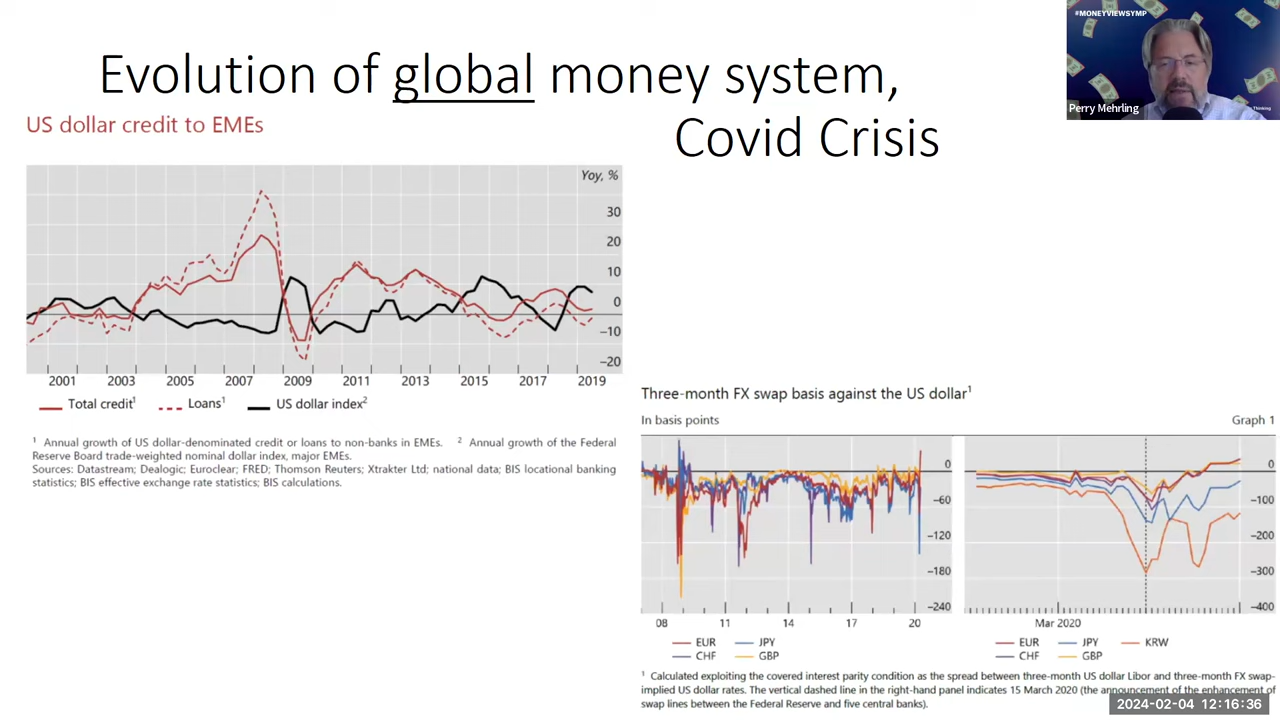 #MONEYVIEWSYMP
Perry Mehrling
Thinking
Evolution of global money system,
Covid Crisis
US dollar credit to EMEs
Yoy, %
30
20
10
0
−10
−20
2001 2003 2005 2007 2009 2011 2013 2015 2017 2019
Total credit¹ Loans¹ US dollar index²
¹ Annual growth of US dollar-denominated credit or loans to non-banks in EMEs. ² Annual growth of the Federal
Reserve Board trade-weighted nominal dollar index, major EMEs.
Sources: Datastream; Dealogic; Euroclear; FRED; Thomson Reuters; Xtrakter Ltd; national data; BIS locational banking
statistics; BIS effective exchange rate statistics; BIS calculations.
Three-month FX swap basis against the US dollar¹
In basis points Graph 1
0
−60
−120
−180
−240
08 11 14 17 20
EUR JPY
CHF GBP
0
−100
−200
−300
−400
Mar 2020
EUR JPY KRW
CHF GBP
¹ Calculated exploiting the covered interest parity condition as the spread between three-month US dollar Libor and three-month FX swap-
implied US dollar rates. The vertical dashed line in the right-hand panel indicates 15 March 2020 (the announcement of the enhancement of
swap lines between the Federal Reserve and five central banks).
2024-02-04 12:16:36